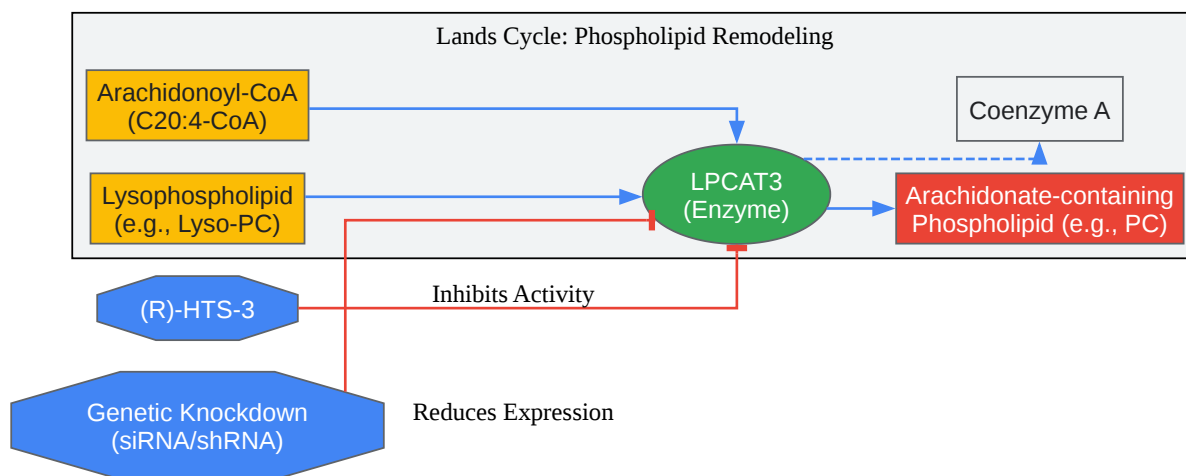 Lands Cycle: Phospholipid Remodeling
Arachidonoyl-CoA
(C20:4-CoA)
Coenzyme A
Lysophospholipid
(e.g., Lyso-PC)
LPCAT3
(Enzyme)
Arachidonate-containing
Phospholipid (e.g., PC)
(R)-HTS-3
Inhibits Activity
Genetic Knockdown
(siRNA/shRNA)
Reduces Expression